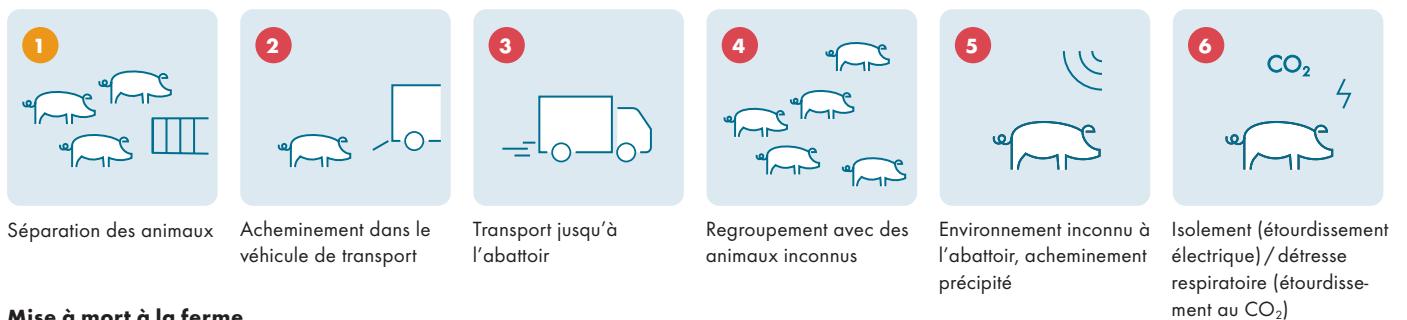 1
2
3
4
5
6
CO₂
Séparation des animaux
Acheminement dans le
véhicule de transport
Transport jusqu'à
l'abattoir
Regroupement avec des
animaux inconnus
Environnement inconnu à
l'abattoir, acheminement
précipité
Isolement (étourdissement
électrique) / détresse
respiratoire (étourdisse-
ment au CO₂)
Mise à mort à la ferme